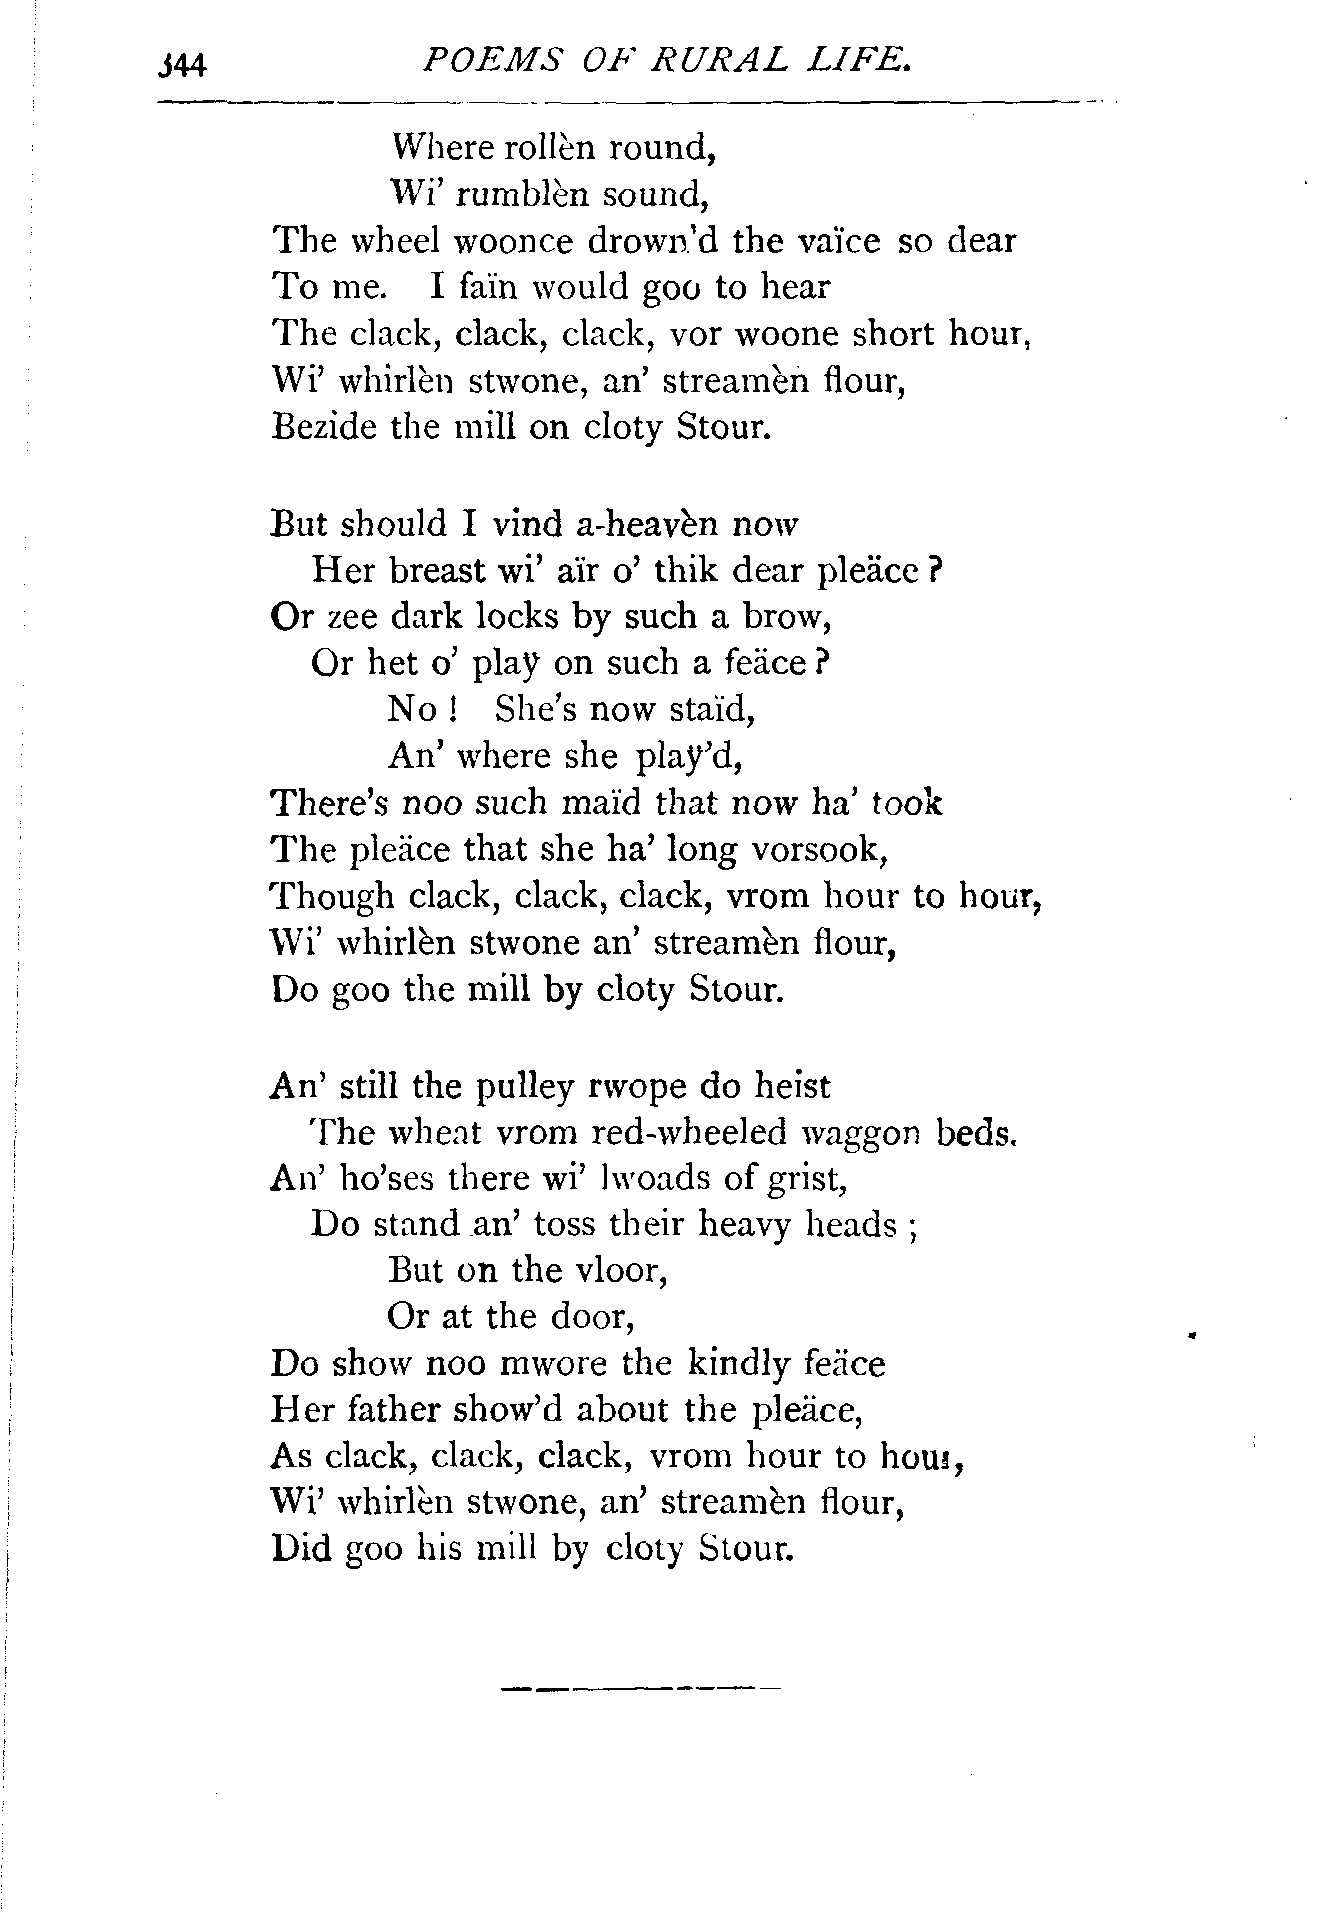 344 POEMS OF RURAL LIFE.
Where rollèn round,
Wi’ rumblèn sound,
The wheel woonce drown’d the vaïce so dear
To me. I faïn would goo to hear
The clack, clack, clack, vor woone short hour,
Wi’ whirlèn stwone, an’ streamèn flour,
Bezide the mill on cloty Stour.

But should I vind a-heavèn now
Her breast wi’ aïr o’ thik dear pleäce ?
Or zee dark locks by such a brow,
Or het o’ play on such a feäce ?
No ! She’s now staïd,
An’ where she play’d,
There’s noo such maïd that now ha’ took
The pleäce that she ha’ long vorsook,
Though clack, clack, clack, vrom hour to hour,
Wi’ whirlèn stwone an’ streamèn flour,
Do goo the mill by cloty Stour.

An’ still the pulley rwope do heist
The wheat vrom red-wheeled waggon beds.
An’ ho’ses there wi’ lwoads of grist,
Do stand an’ toss their heavy heads ;
But on the vloor,
Or at the door,
Do show noo mwore the kindly feäce
Her father show’d about the pleäce,
As clack, clack, clack, vrom hour to hour,
Wi’ whirlèn stwone, an’ streamèn flour,
Did goo his mill by cloty Stour.